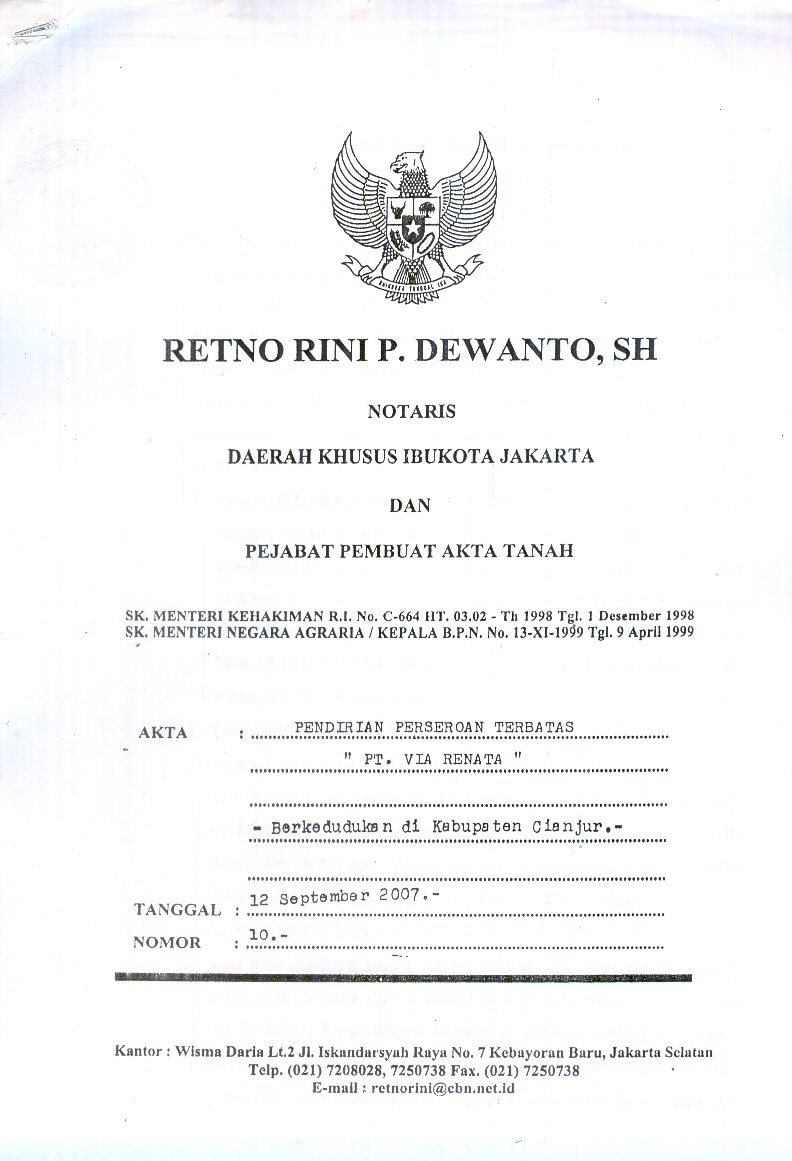 BHINNEKA TUNGGAL IKA
RETNO RINI P. DEWANTO, SH
NOTARIS
DAERAH KHUSUS IBUKOTA JAKARTA
DAN
PEJABAT PEMBUAT AKTA TANAH
SK. MENTERI KEHAKIMAN R.I. No. C-664 HT. 03.02 - Th 1998 Tgl. 1 Desember 1998
SK. MENTERI NEGARA AGRARIA / KEPALA B.P.N. No. 13-XI-1999 Tgl. 9 April 1999
AKTA : PENDIRIAN PERSEROAN TERBATAS
" PT. VIA RENATA "
- Berkedudukan di Kabupaten Cianjur.-
TANGGAL : 12 September 2007.-
NOMOR : 10.-
Kantor : Wisma Daria Lt.2 Jl. Iskandarsyah Raya No. 7 Kebayoran Baru, Jakarta Selatan
Telp. (021) 7208028, 7250738 Fax. (021) 7250738
E-mail : retnorini@cbn.net.id